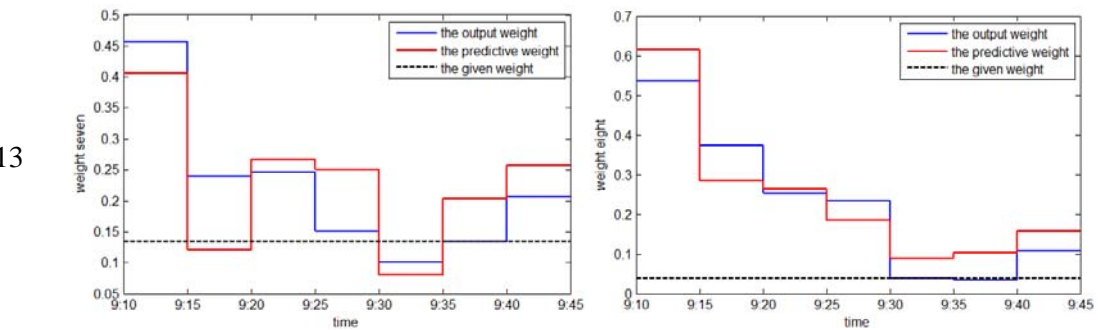 0.5
0.45
0.4
0.35
0.3
0.25
0.2
0.15
0.1
0.05
weight seven
the output weight
the predictive weight
the given weight
9:10 9:15 9:20 9:25 9:30 9:35 9:40 9:45
time
0.7
0.6
0.5
0.4
0.3
0.2
0.1
0
weight eight
the output weight
the predictive weight
the given weight
9:10 9:15 9:20 9:25 9:30 9:35 9:40 9:45
time
13